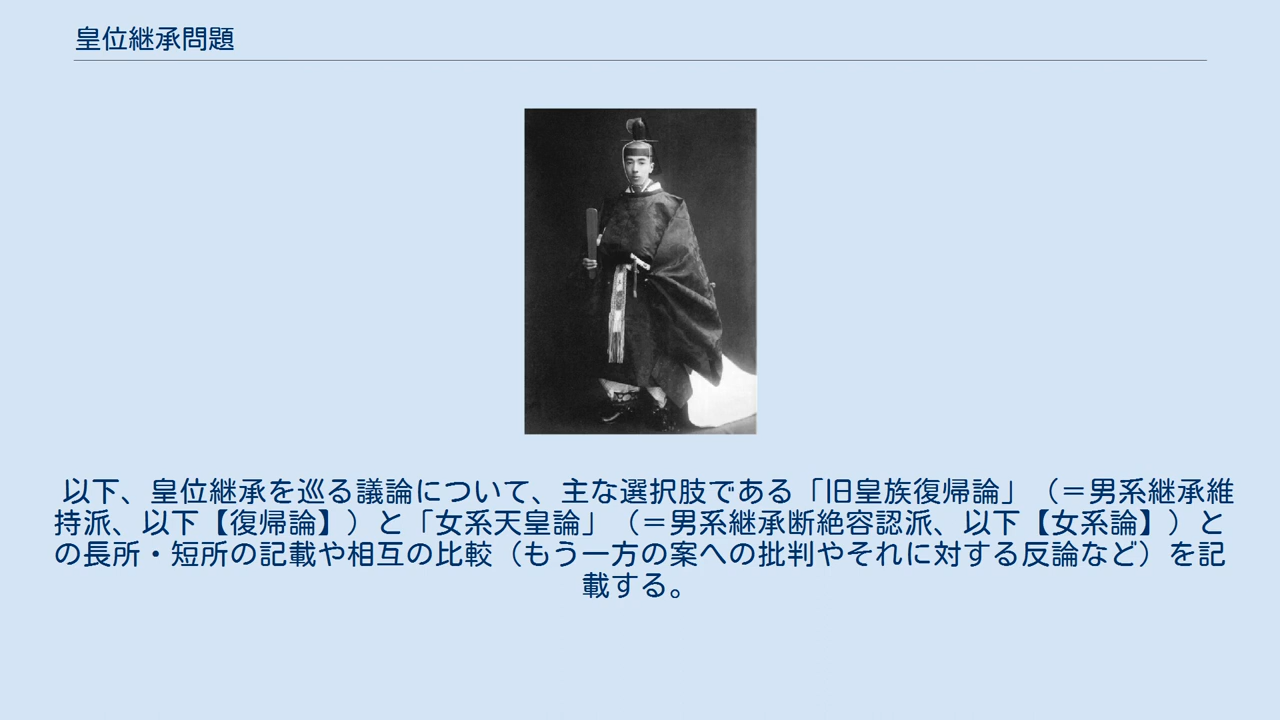 皇位継承問題
以下、皇位継承を巡る議論について、主な選択肢である「旧皇族復帰論」（＝男系継承維
持派、以下【復帰論】）と「女系天皇論」（＝男系継承断絶容認派、以下【女系論】）と
の長所・短所の記載や相互の比較（もう一方の案への批判やそれに対する反論など）を記
載する。